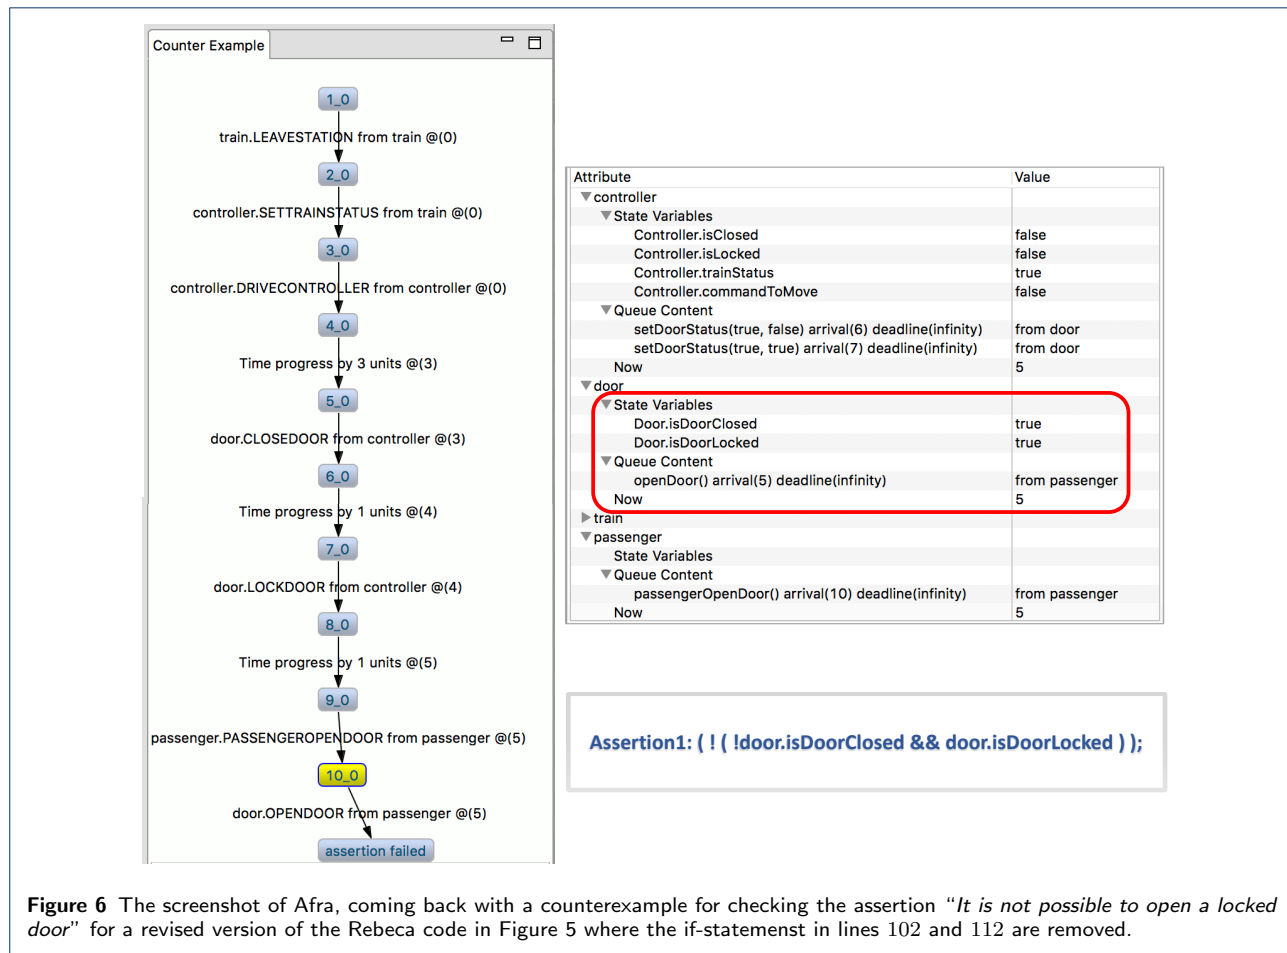 Counter Example
1_0
train.LEAVESTATION from train @(0)
2_0
controller.SETTRAINSTATUS from train @(0)
3_0
controller.DRIVECONTROLLER from controller @(0)
4_0
Time progress by 3 units @(3)
5_0
door.CLOSEDOOR from controller @(3)
6_0
Time progress by 1 units @(4)
7_0
door.LOCKDOOR from controller @(4)
8_0
Time progress by 1 units @(5)
9_0
passenger.PASSENGEROPENDOOR from passenger @(5)
10_0
door.OPENDOOR from passenger @(5)
assertion failed
Attribute Value
controller
State Variables
Controller.isClosed false
Controller.isLocked false
Controller.trainStatus true
Controller.commandToMove false
Queue Content
setDoorStatus(true, false) arrival(6) deadline(infinity) from door
setDoorStatus(true, true) arrival(7) deadline(infinity) from door
Now 5
door
State Variables
Door.isDoorClosed true
Door.isDoorLocked true
Queue Content
openDoor() arrival(5) deadline(infinity) from passenger
Now 5
train
passenger
State Variables
Queue Content
passengerOpenDoor() arrival(10) deadline(infinity) from passenger
Now 5
Assertion1: ( ! ( !door.isDoorClosed && door.isDoorLocked ) );
Figure 6 The screenshot of Afra, coming back with a counterexample for checking the assertion “It is not possible to open a locked
door” for a revised version of the Rebeca code in Figure 5 where the if-statemenst in lines 102 and 112 are removed.